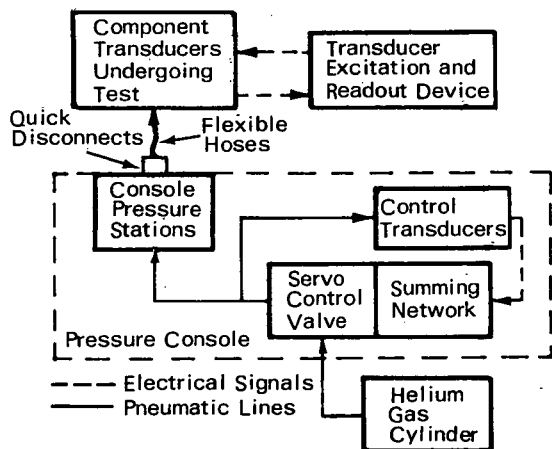 Component
Transducers
Undergoing
Test
Transducer
Excitation and
Readout Device
Quick
Disconnects
Flexible
Hoses
Console
Pressure
Stations
Control
Transducers
Servo
Control
Valve
Summing
Network
Pressure Console
Electrical Signals
Pneumatic Lines
Helium
Gas
Cylinder